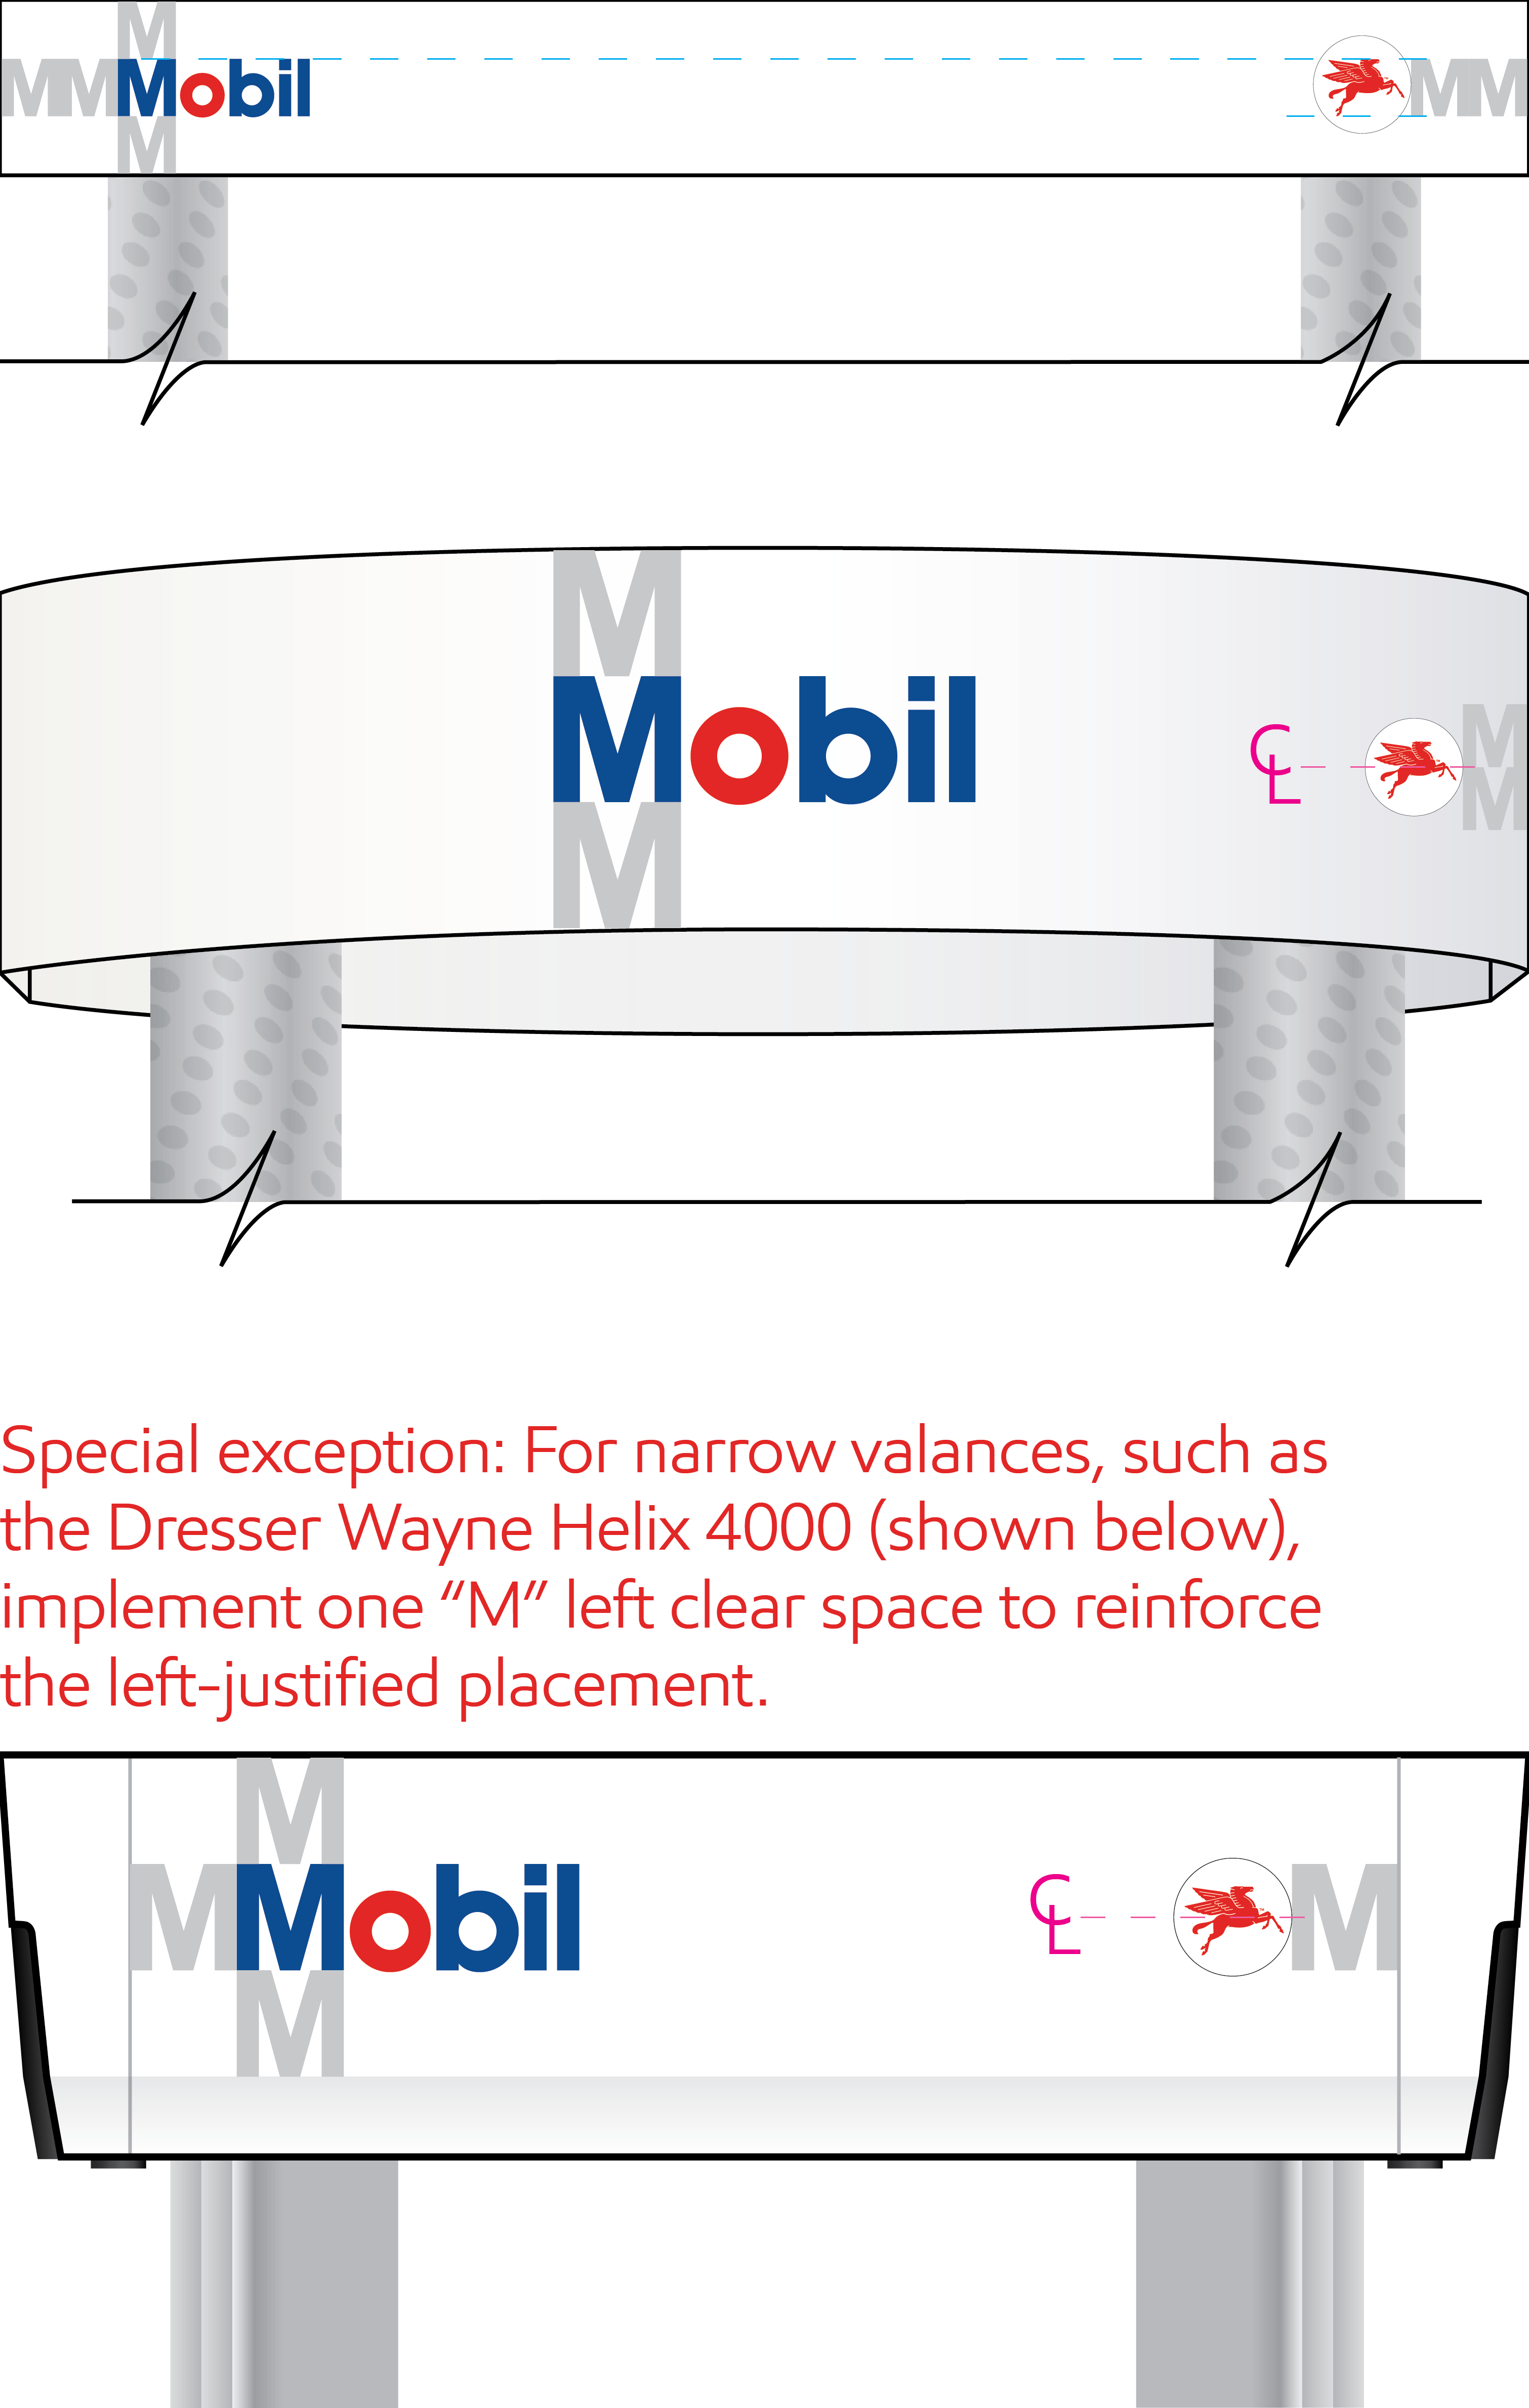 M
MMMobil MM
M
M
Mobil
M
CL
M
M
Special exception: For narrow valances, such as
the Dresser Wayne Helix 4000 (shown below),
implement one “M” left clear space to reinforce
the left-justified placement.
M
MMobil
M
CL
M